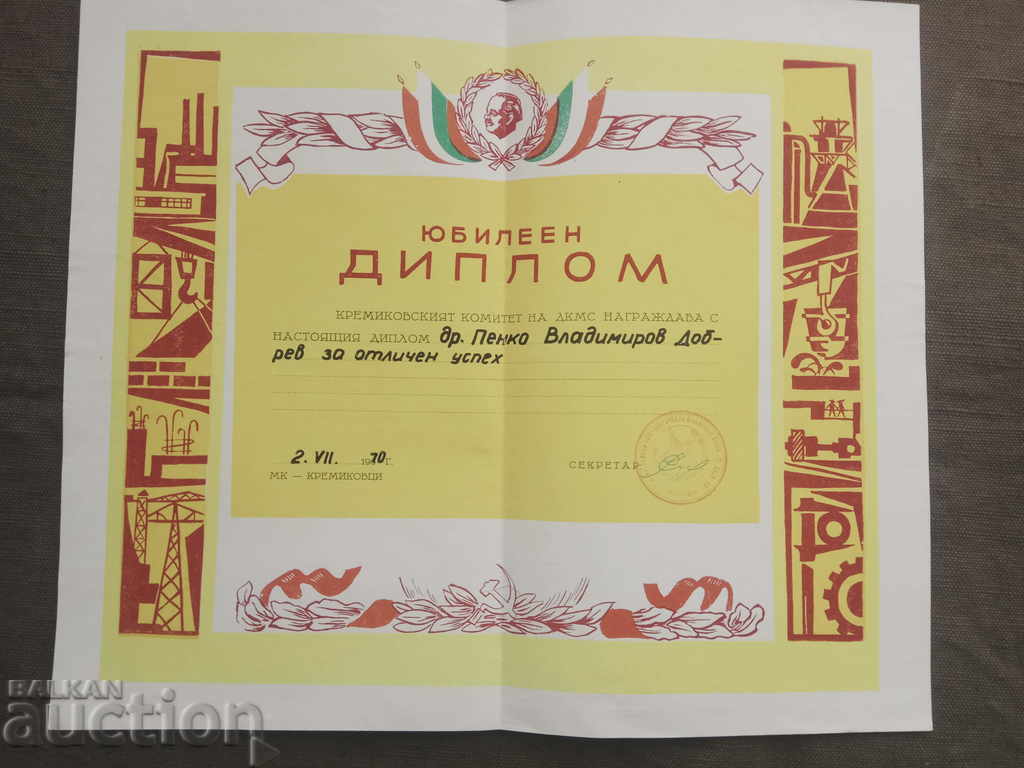 ЮБИЛЕЕН
ДИПЛОМ
КРЕМИКОВСКИЯТ КОМИТЕТ НА ДКМС НАГРАЖДАВА С
НАСТОЯЩИЯ ДИПЛОМ др. Пенко Владимиров Доб-
рев за отличен успех
2. VII. 1970 г.
СЕКРЕТАР:
МК — КРЕМИКОВЦИ
BALKAN
auction